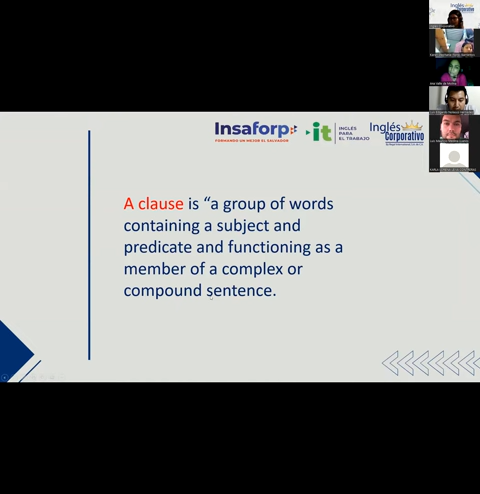 Insaforp
FORMANDO UN MEJOR EL SALVADOR
it
INGLÉS
PARA
EL TRABAJO
Inglés
Corporativo
A clause is “a group of words
containing a subject and
predicate and functioning as a
member of a complex or
compound sentence.